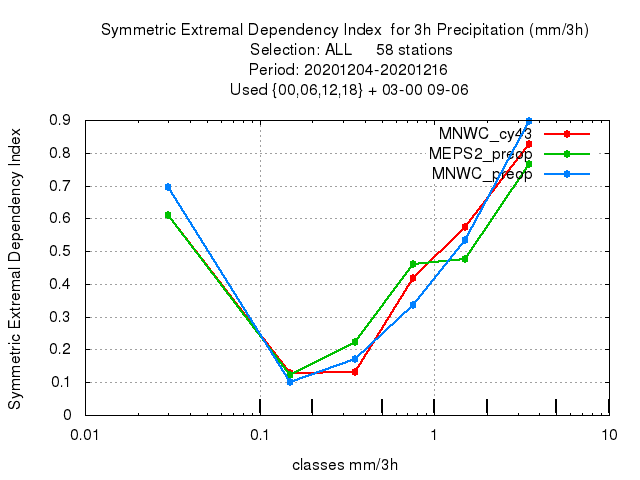 Symmetric Extremal Dependency Index  for 3h Precipitation (mm/3h)
Selection: ALL     58 stations
Period: 20201204-20201216
Used {00,06,12,18} + 03-00 09-06
MNWC_cy43
MEPS2_preop
MNWC_preop
Symmetric Extremal Dependency Index
0.9
0.8
0.7
0.6
0.5
0.4
0.3
0.2
0.1
0
0.01 0.1 1 10
classes mm/3h